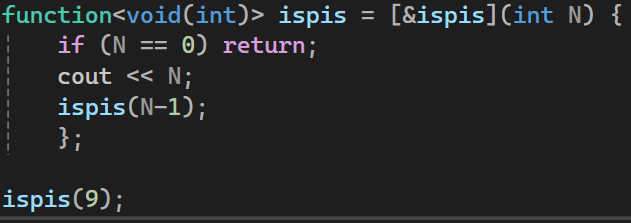 function<void(int)> ispis = [&ispis](int N) {
    if (N == 0) return;
    cout << N;
    ispis(N-1);
    };
ispis(9);